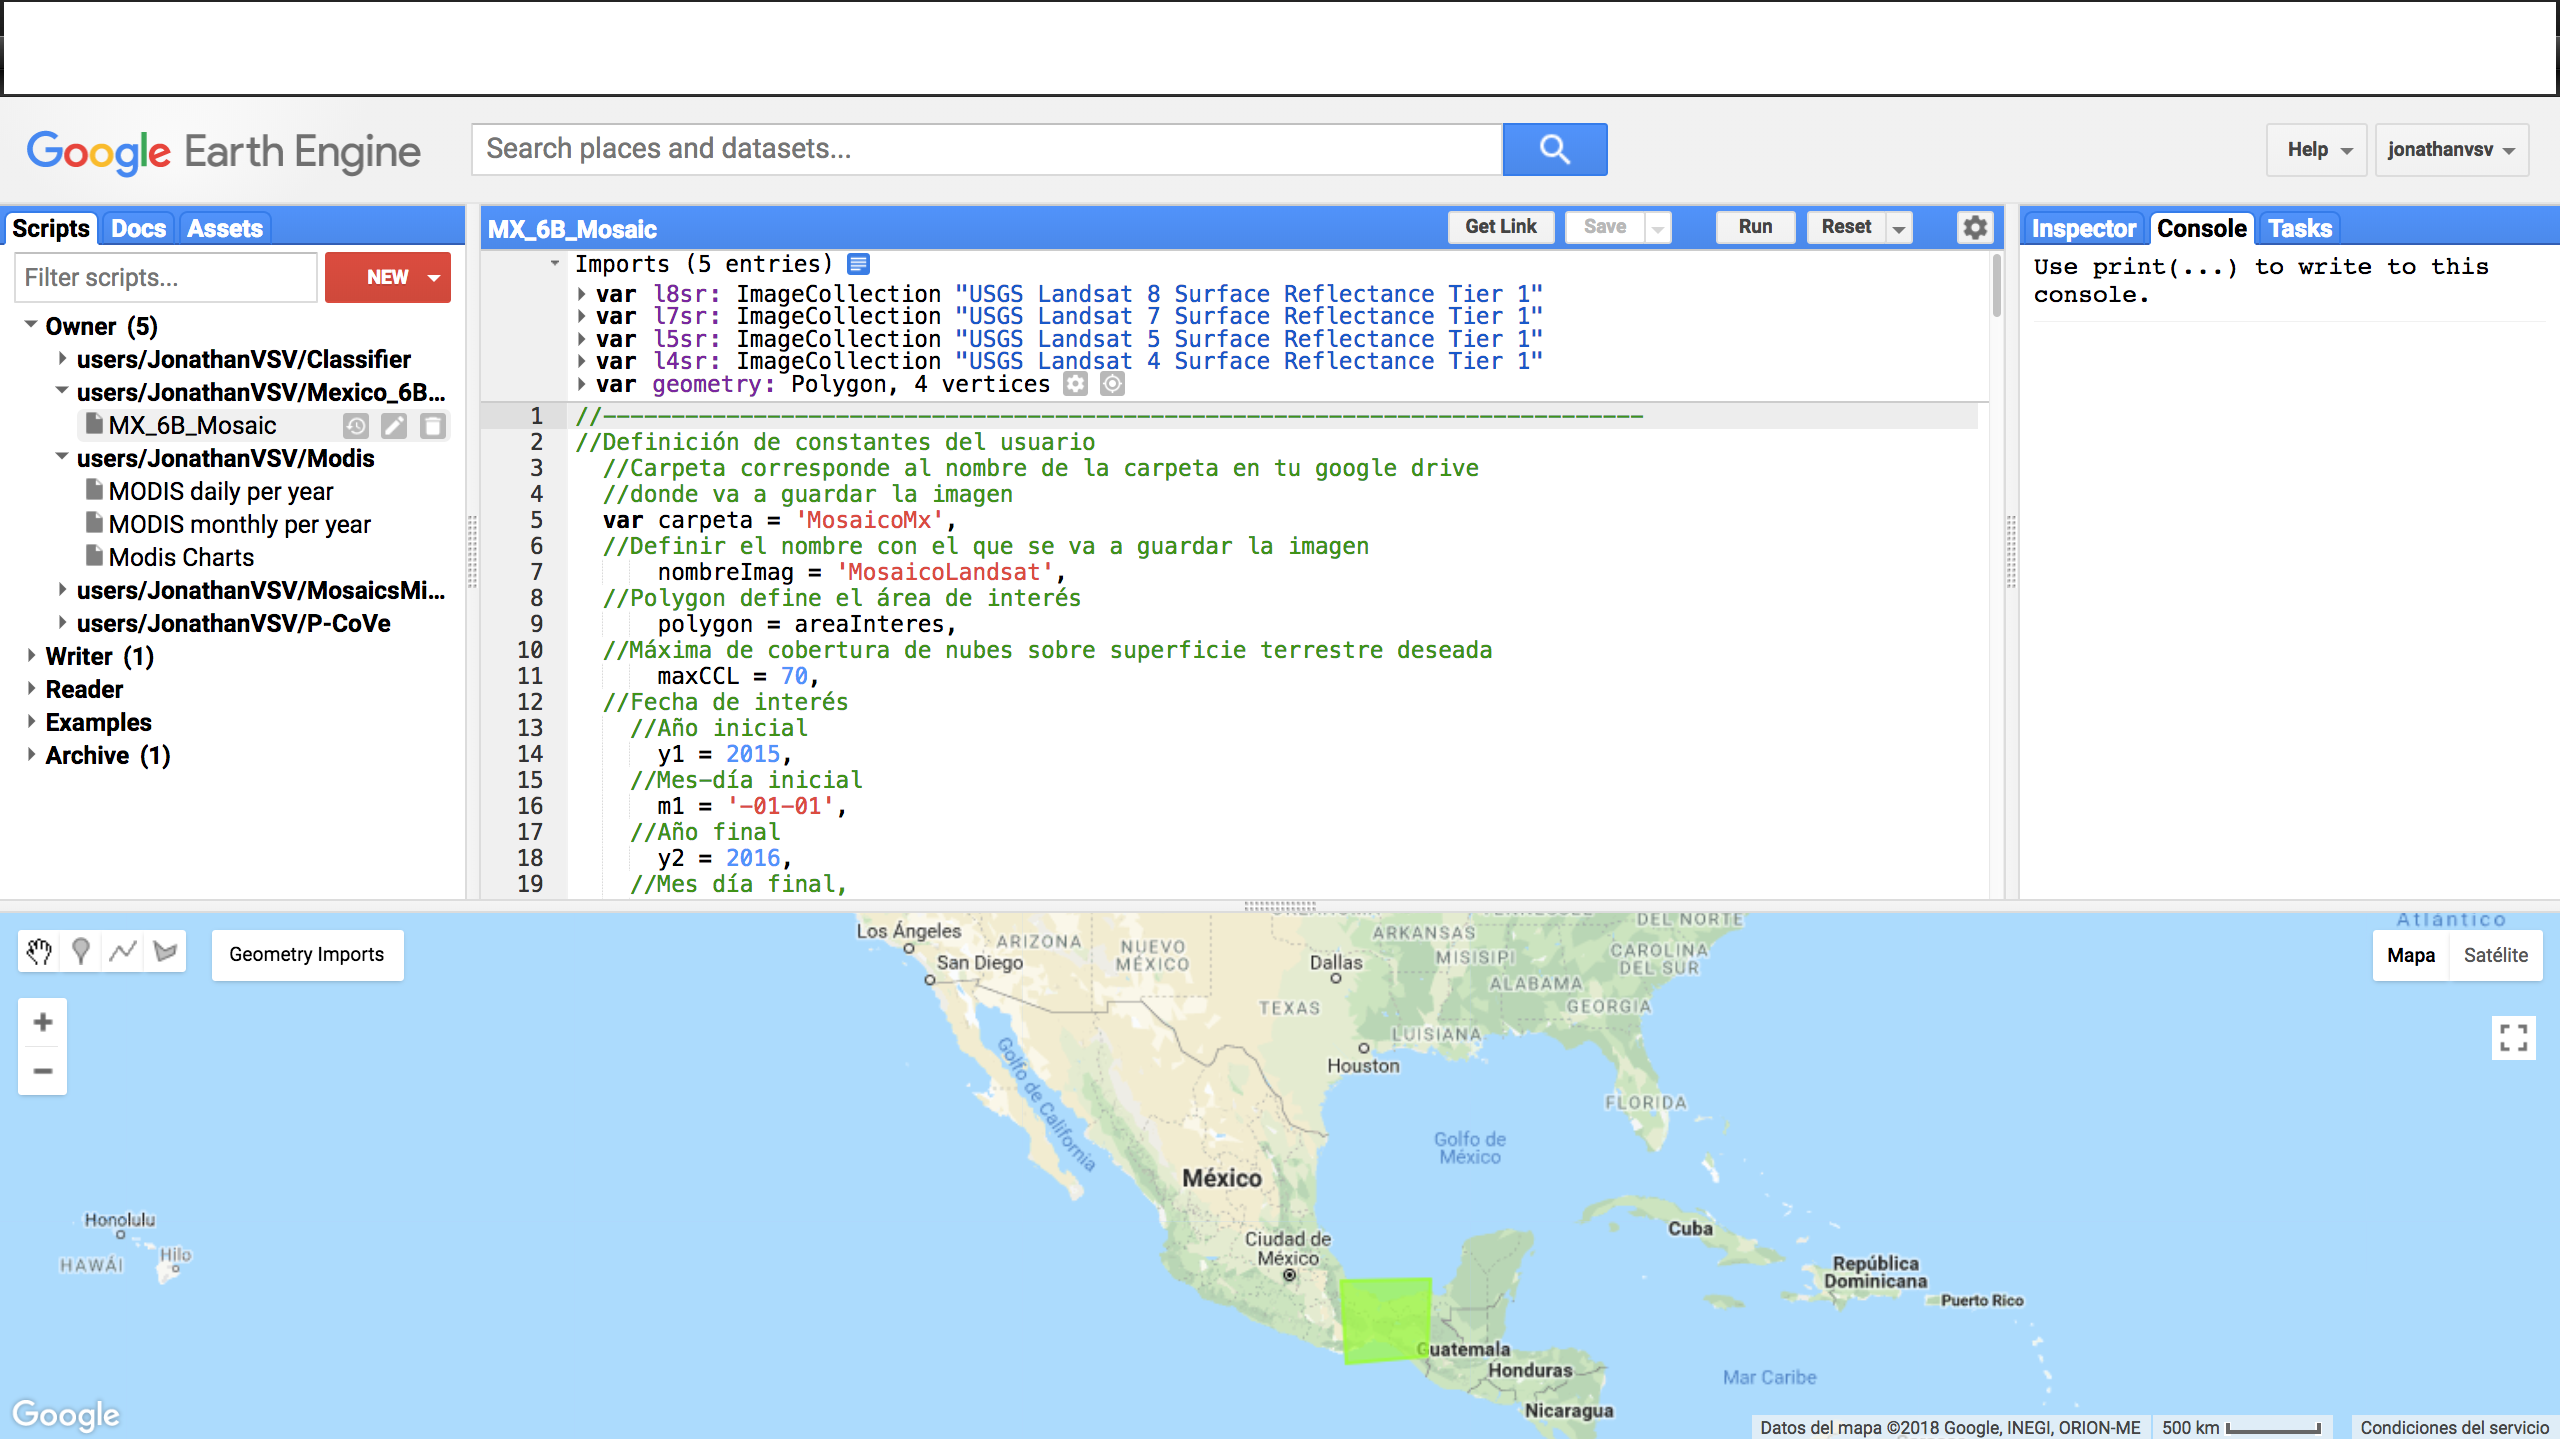 Google Earth Engine
Search places and datasets...
Help
jonathanvsv
Scripts Docs Assets
Filter scripts...
NEW
Owner (5)
users/JonathanVSV/Classifier
users/JonathanVSV/Mexico_6B...
MX_6B_Mosaic
users/JonathanVSV/Modis
MODIS daily per year
MODIS monthly per year
Modis Charts
users/JonathanVSV/MosaicsMi...
users/JonathanVSV/P-CoVe
Writer (1)
Reader
Examples
Archive (1)
MX_6B_Mosaic
Get Link Save Run Reset
Imports (5 entries)
var l8sr: ImageCollection "USGS Landsat 8 Surface Reflectance Tier 1"
var l7sr: ImageCollection "USGS Landsat 7 Surface Reflectance Tier 1"
var l5sr: ImageCollection "USGS Landsat 5 Surface Reflectance Tier 1"
var l4sr: ImageCollection "USGS Landsat 4 Surface Reflectance Tier 1"
var geometry: Polygon, 4 vertices
1 //----------------------------------------------------------------------------
2 //Definición de constantes del usuario
3 //Carpeta corresponde al nombre de la carpeta en tu google drive
4 //donde va a guardar la imagen
5 var carpeta = 'MosaicoMx',
6 //Definir el nombre con el que se va a guardar la imagen
7 nombreImag = 'MosaicoLandsat',
8 //Polygon define el área de interés
9 polygon = areaInteres,
10 //Máxima de cobertura de nubes sobre superficie terrestre deseada
11 maxCCL = 70,
12 //Fecha de interés
13 //Año inicial
14 y1 = 2015,
15 //Mes-día inicial
16 m1 = '-01-01',
17 //Año final
18 y2 = 2016,
19 //Mes día final,
Inspector Console Tasks
Use print(...) to write to this
console.
Geometry Imports
Mapa Satélite
Los Ángeles
San Diego
ARIZONA
NUEVO
MÉXICO
Dallas
TEXAS
ARKANSAS
MISISIPI
ALABAMA
GEORGIA
DEL NORTE
CAROLINA
DEL SUR
LUISIANA
Houston
FLORIDA
Atlántico
Golfo de California
Golfo de
México
México
Ciudad de
México
Honolulu
HAWÁI
Hilo
Cuba
República
Dominicana
Puerto Rico
Guatemala
Honduras
Nicaragua
Mar Caribe
Google
Datos del mapa ©2018 Google, INEGI, ORION-ME
500 km
Condiciones del servicio